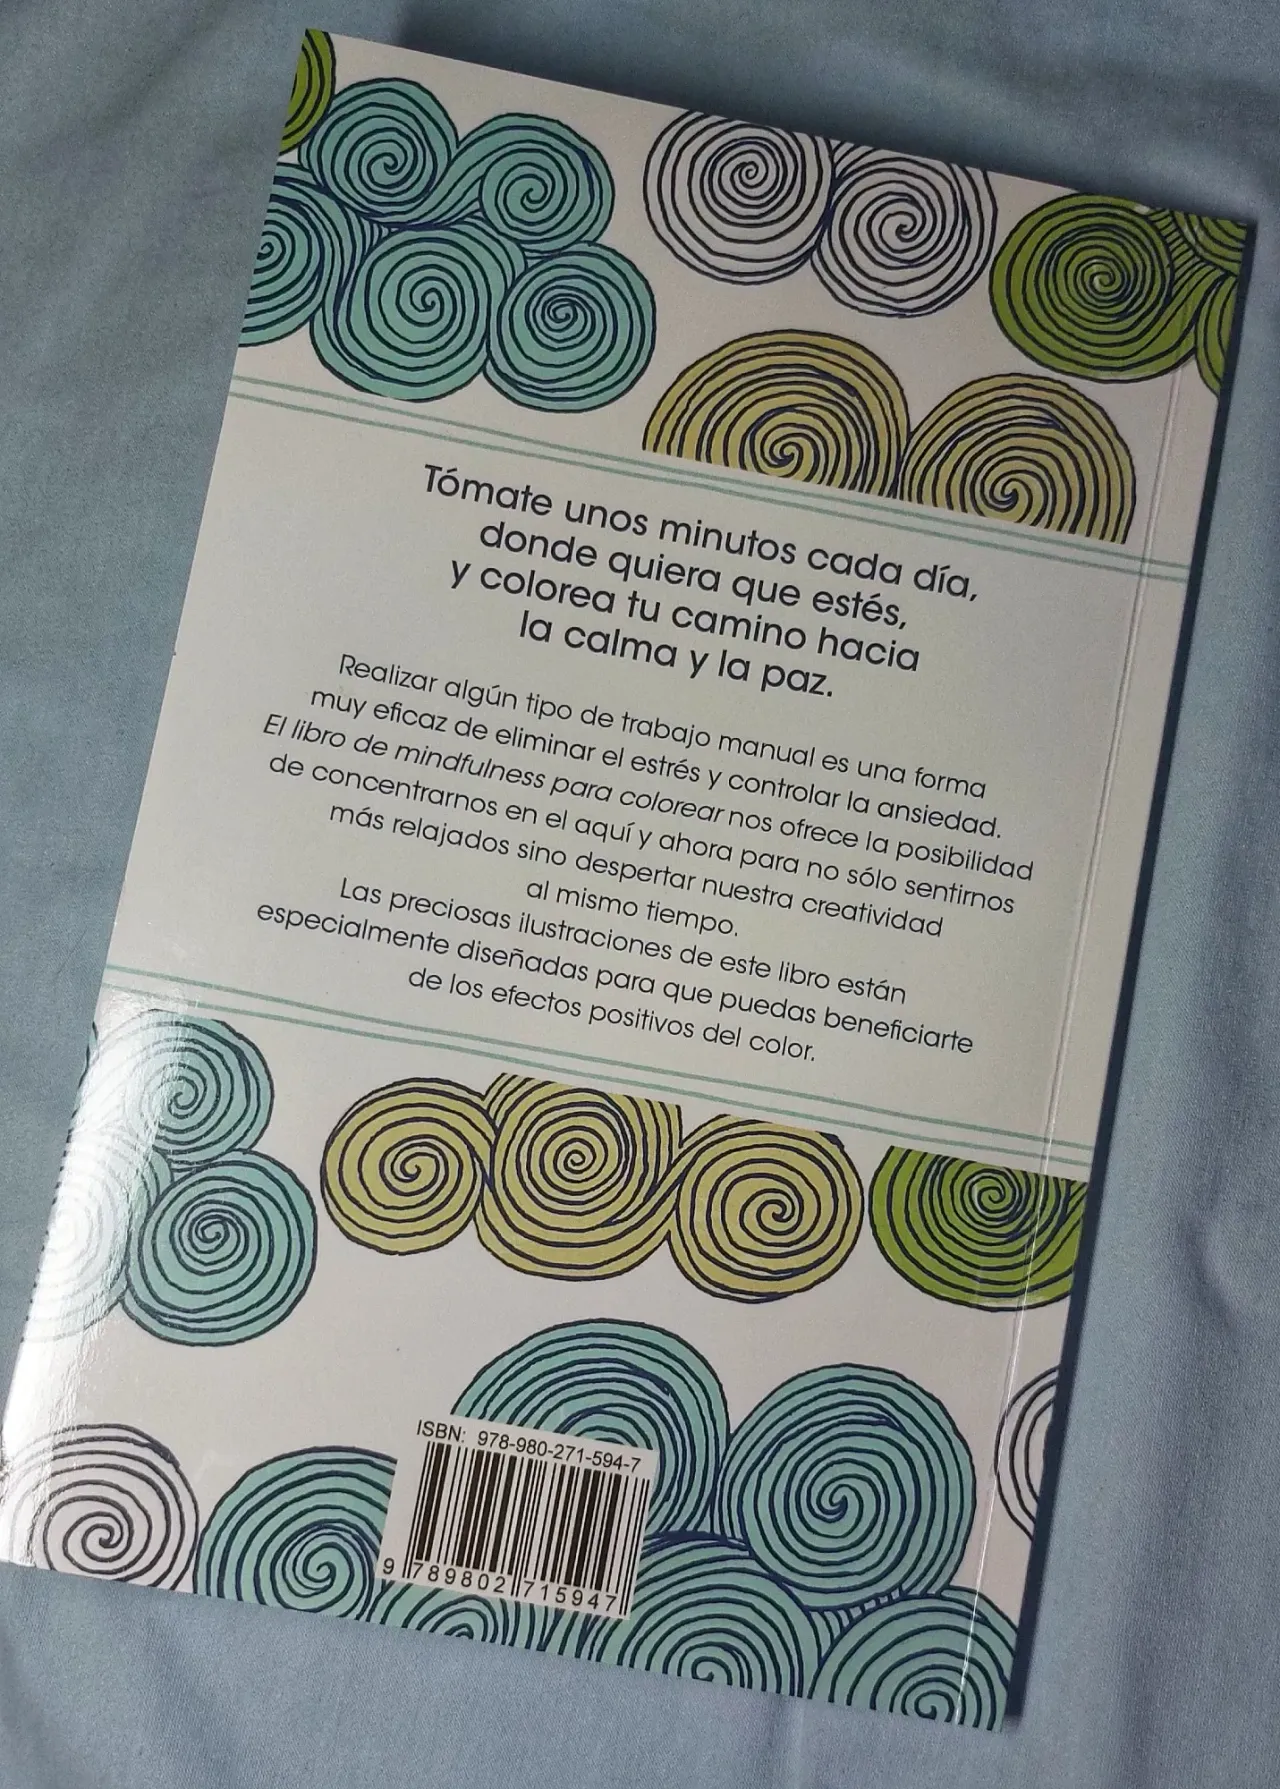 Tómate unos minutos cada día,
donde quiera que estés,
y colorea tu camino hacia
la calma y la paz.
Realizar algún tipo de trabajo manual es una forma
muy eficaz de eliminar el estrés y controlar la ansiedad.
El libro de mindfulness para colorear nos ofrece la posibilidad
de concentrarnos en el aquí y ahora para no sólo sentirnos
más relajados sino despertar nuestra creatividad
al mismo tiempo.
Las preciosas ilustraciones de este libro están
especialmente diseñadas para que puedas beneficiarte
de los efectos positivos del color.
ISBN: 978-980-271-594-7
9 789802 715947